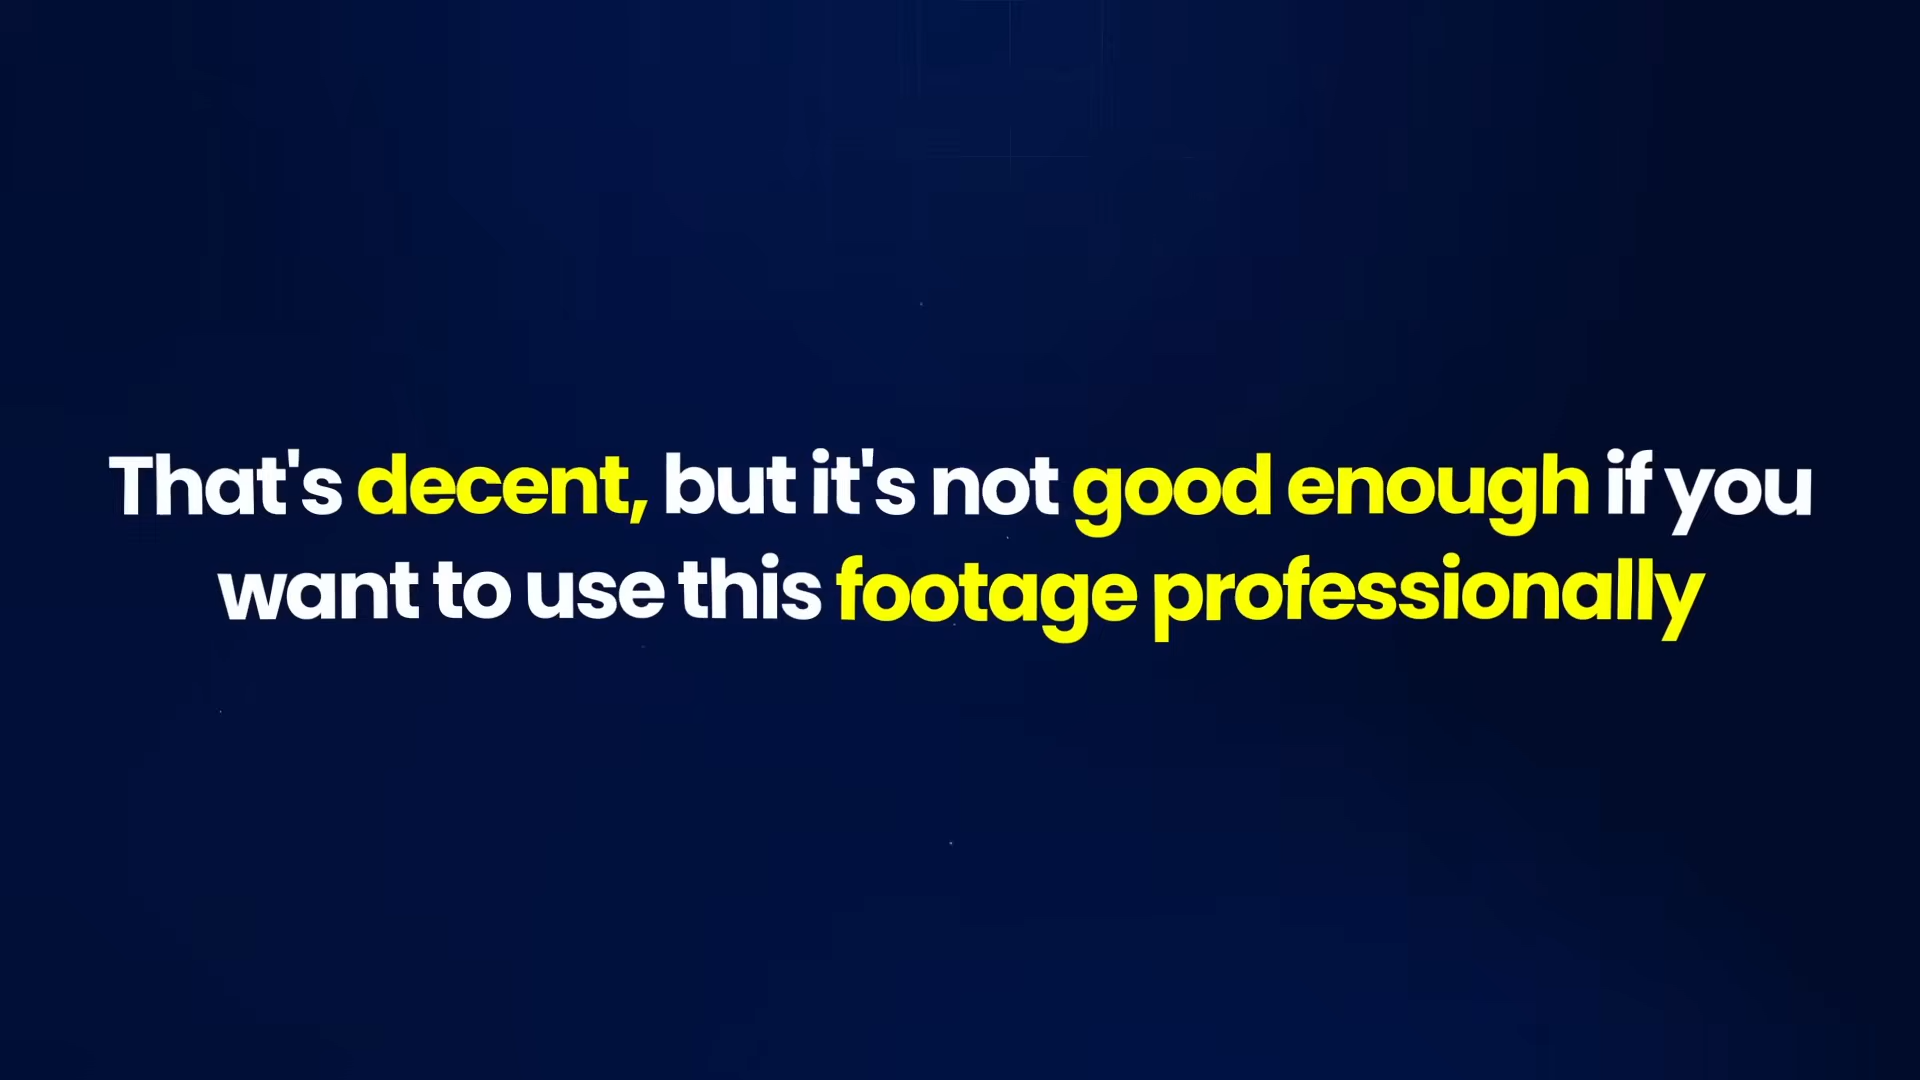 That's decent, but it's not good enough if you
want to use this footage professionally